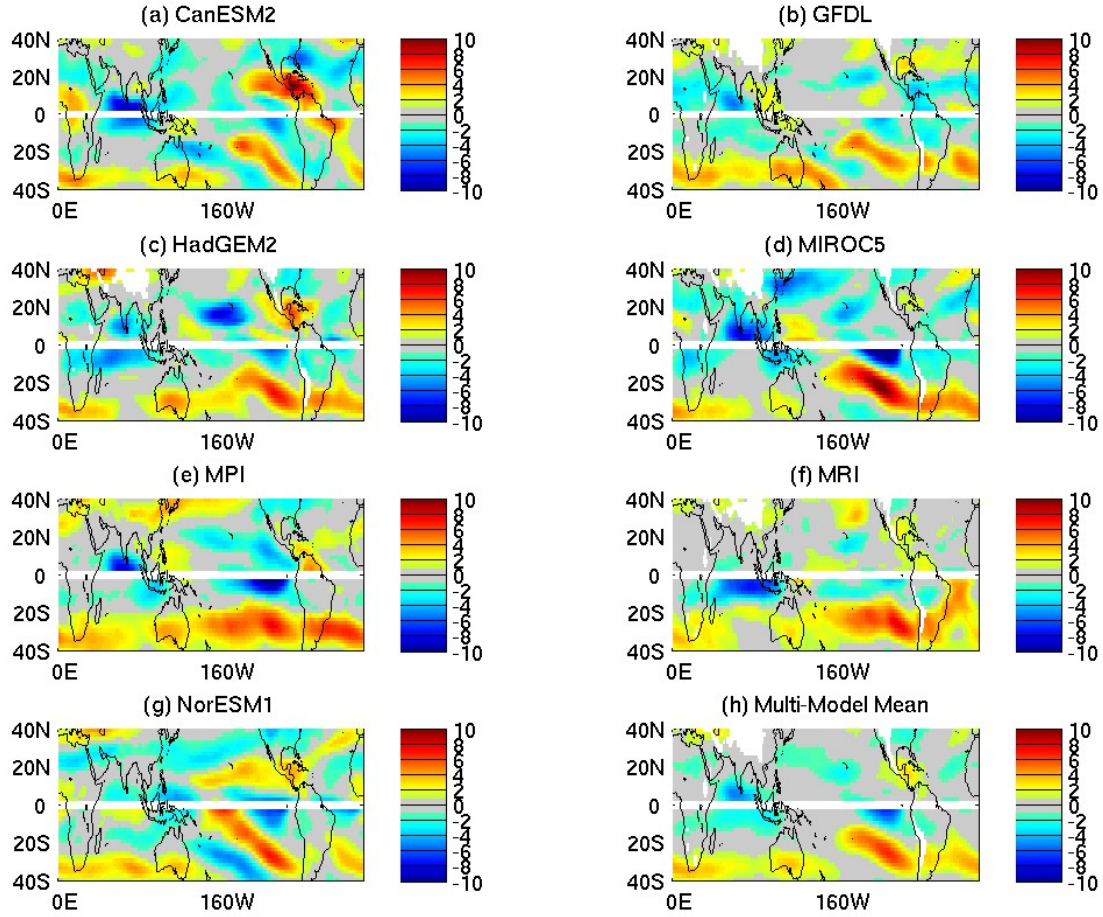 (a) CanESM2
40N
20N
0
20S
40S
0E
160W
10
8
6
4
2
0
-2
-4
-6
-8
-10
(b) GFDL
40N
20N
0
20S
40S
0E
160W
10
8
6
4
2
0
-2
-4
-6
-8
-10
(c) HadGEM2
40N
20N
0
20S
40S
0E
160W
10
8
6
4
2
0
-2
-4
-6
-8
-10
(d) MIROC5
40N
20N
0
20S
40S
0E
160W
10
8
6
4
2
0
-2
-4
-6
-8
-10
(e) MPI
40N
20N
0
20S
40S
0E
160W
10
8
6
4
2
0
-2
-4
-6
-8
-10
(f) MRI
40N
20N
0
20S
40S
0E
160W
10
8
6
4
2
0
-2
-4
-6
-8
-10
(g) NorESM1
40N
20N
0
20S
40S
0E
160W
10
8
6
4
2
0
-2
-4
-6
-8
-10
(h) Multi-Model Mean
40N
20N
0
20S
40S
0E
160W
10
8
6
4
2
0
-2
-4
-6
-8
-10